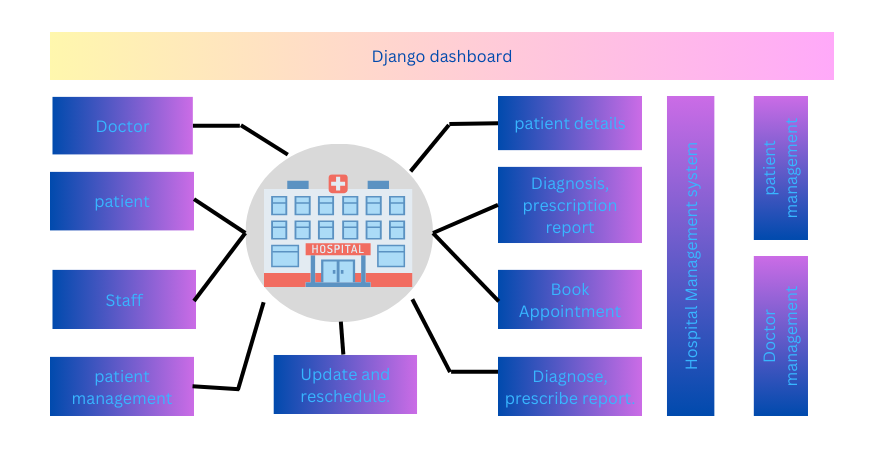 Django dashboard
Doctor
patient
Staff
patient
management
HOSPITAL
Update and
reschedule.
patient details
Diagnosis,
prescription
report
Book
Appointment
Diagnose,
prescribe report
Hospital Management system
patient
management
Doctor
management